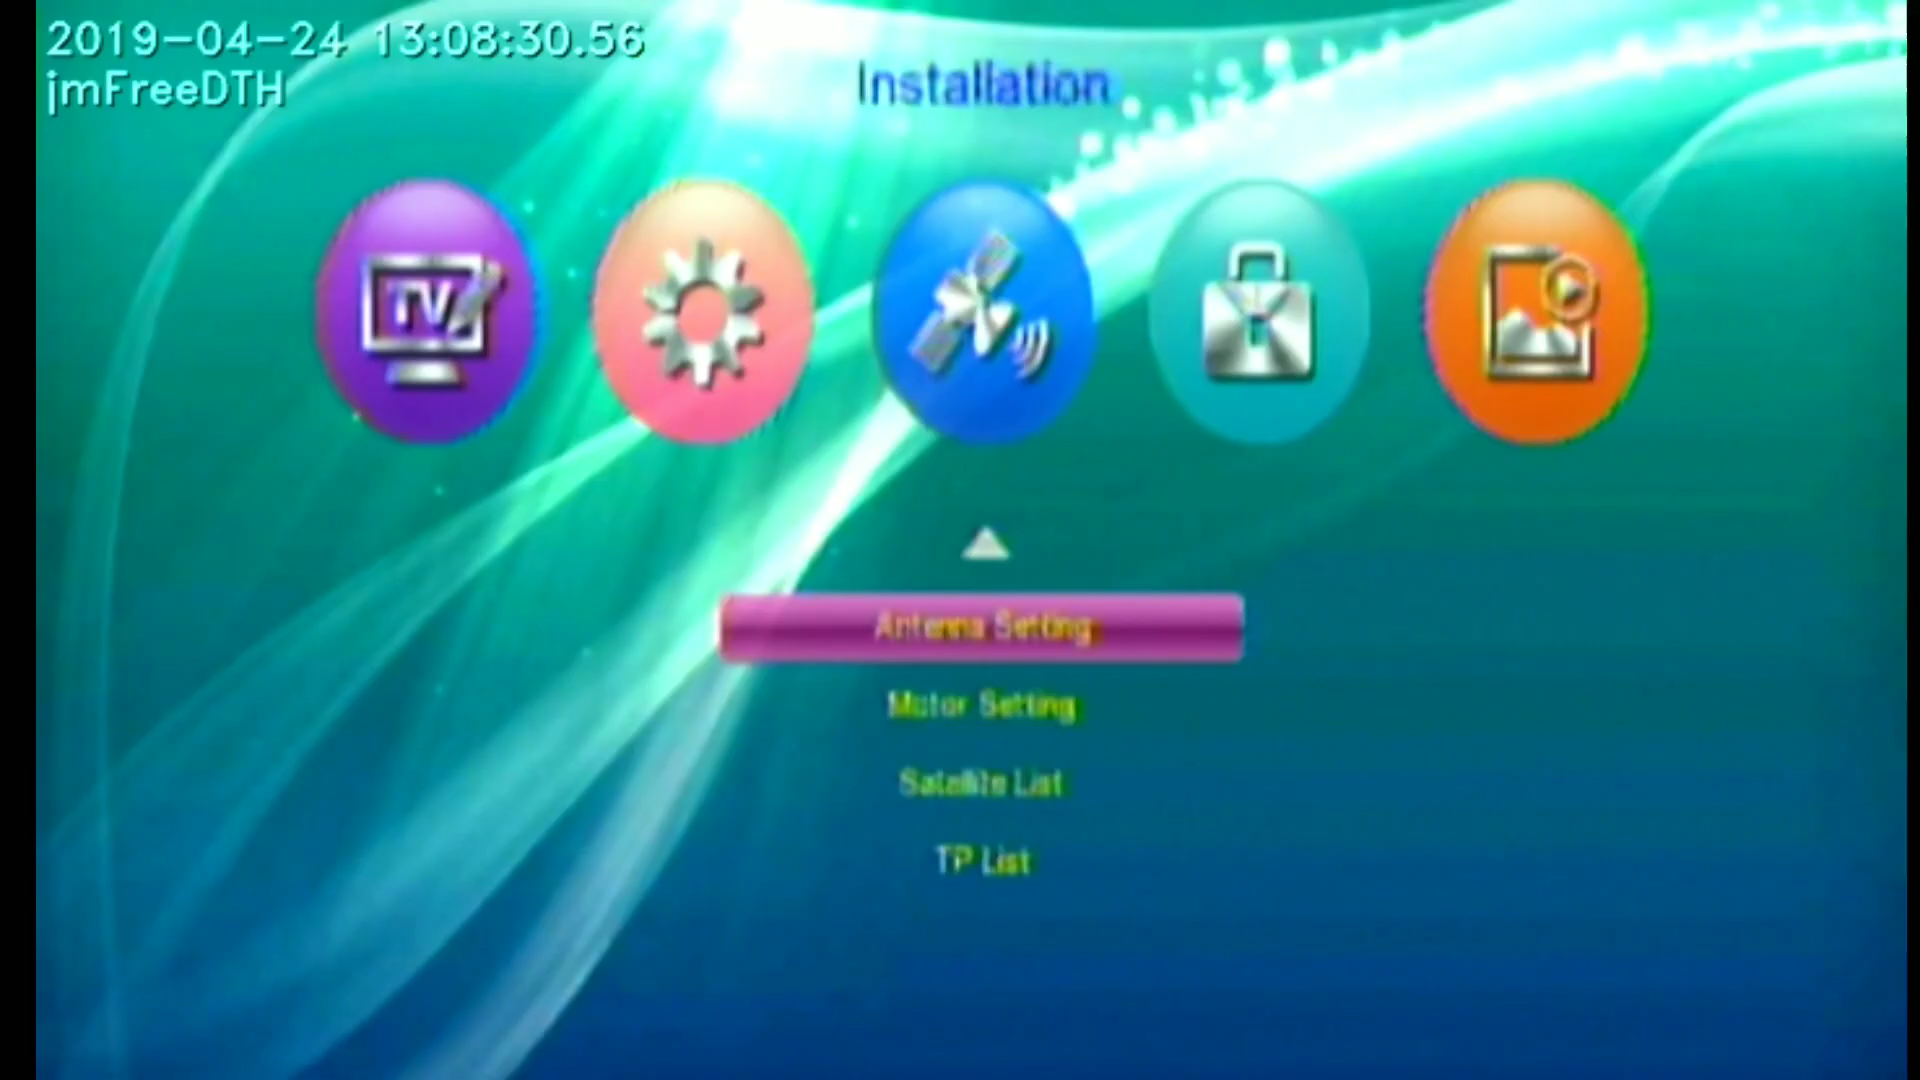 2019-04-24 13:08:30.56
jmFreeDTH
Installation
TV
Antenna Setting
Motor Setting
Satellite List
TP List